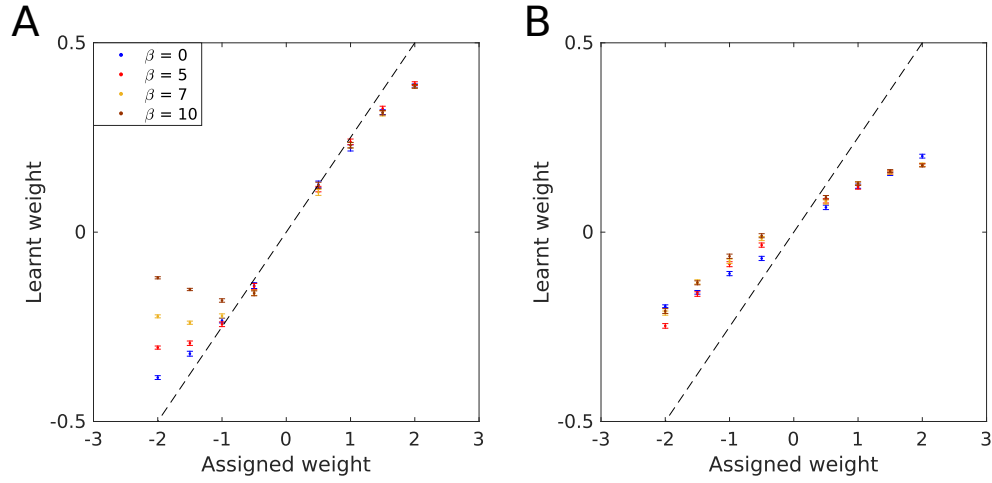 A
0.5
β = 0
β = 5
β = 7
β = 10
Learnt weight
0
-0.5
-3 -2 -1 0 1 2 3
Assigned weight
B
0.5
Learnt weight
0
-0.5
-3 -2 -1 0 1 2 3
Assigned weight